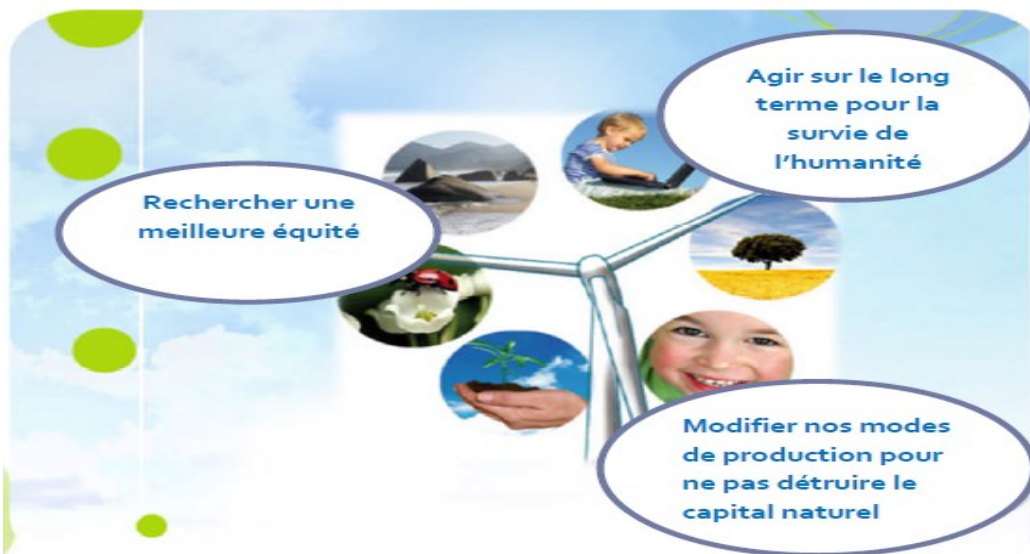 Agir sur le long
terme pour la
survie de
l'humanité
Rechercher une
meilleure équité
Modifier nos modes
de production pour
ne pas détruire le
capital naturel